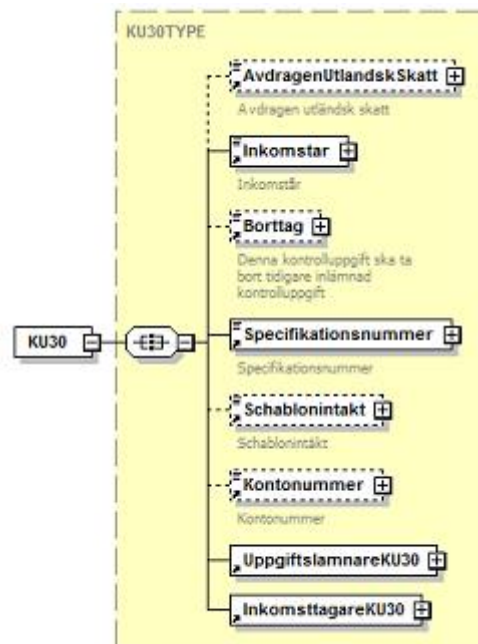 KU30TYPE
AvdragenUtlandskSkatt
Avdragen utländsk skatt
Inkomstar
Inkomstår
Borttag
Denna kontrolluppgift ska ta
bort tidigare inlämnad
kontrolluppgift
KU30
Specifikationsnummer
Specifikationsnummer
Schablonintakt
Schablonintäkt
Kontonummer
Kontonummer
UppgiftslamnareKU30
InkomsttagareKU30